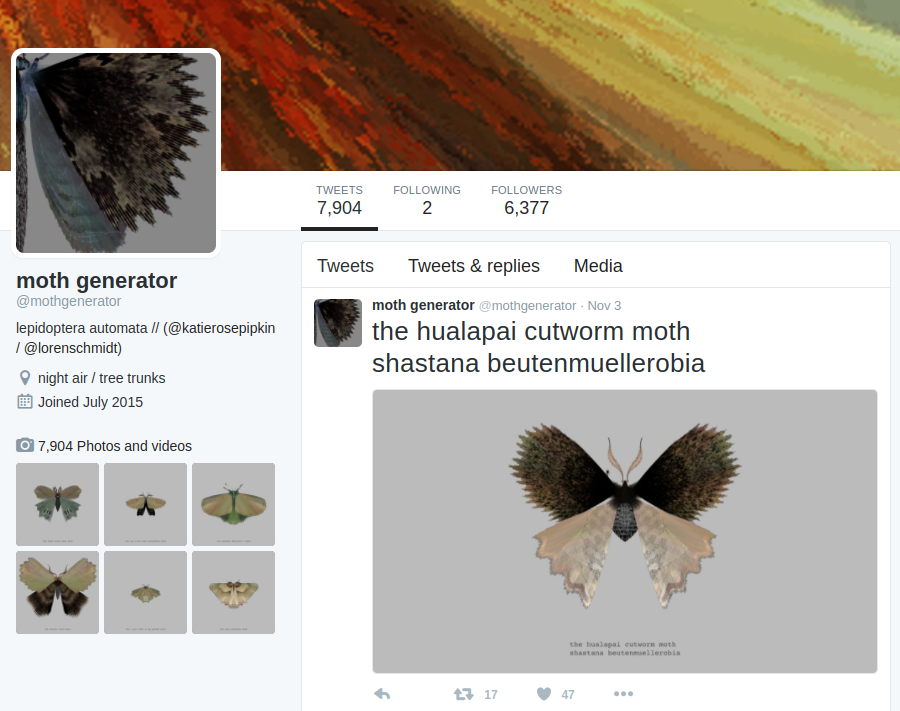 TWEETS FOLLOWING FOLLOWERS
7,904 2 6,377
moth generator
@mothgenerator
lepidoptera automata // (@katierosepipkin
/ @lorenschmidt)
night air / tree trunks
Joined July 2015
7,904 Photos and videos
Tweets Tweets & replies Media
moth generator @mothgenerator · Nov 3
the hualapai cutworm moth
shastana beutenmuellerobia
the hualapai cutworm moth
shastana beutenmuellerobia
17 47